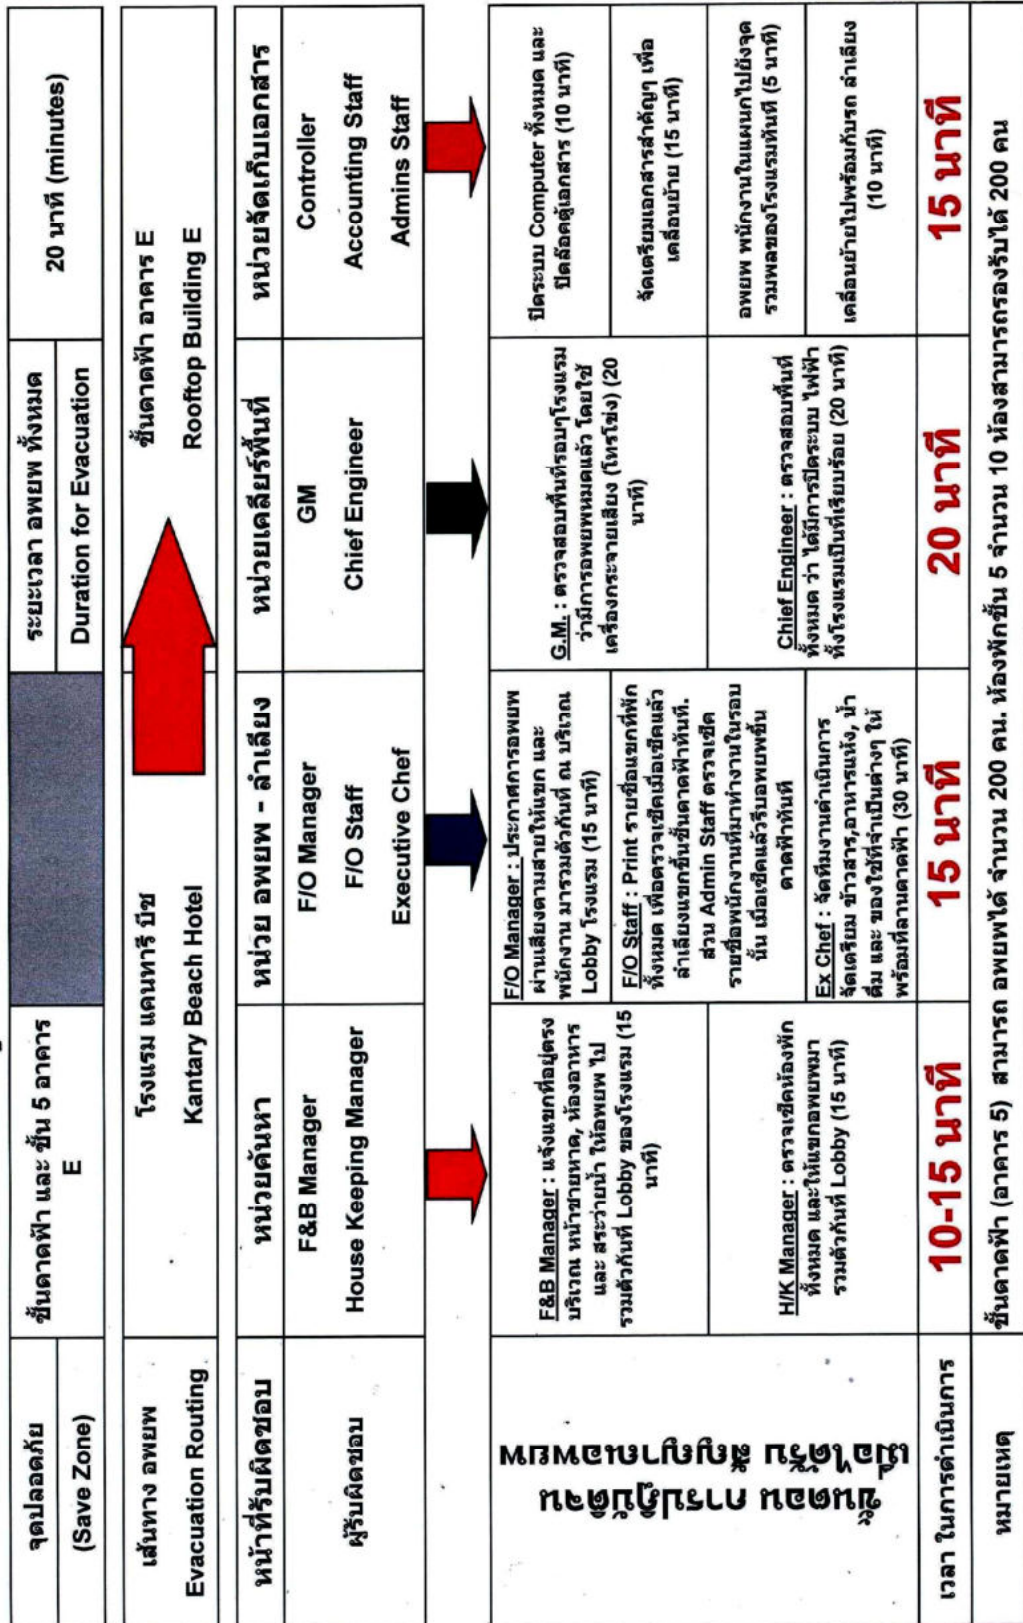 จุดปลอดภัย
(Save Zone)
ชั้นดาดฟ้า และ ชั้น 5 อาคาร
E
ระยะเวลา อพยพ ทั้งหมด
Duration for Evacuation
20 นาที (minutes)
เส้นทาง อพยพ
Evacuation Routing
โรงแรม แคนทารี บีช
Kantary Beach Hotel
ชั้นดาดฟ้า อาคาร E
Rooftop Building E
หน้าที่รับผิดชอบ
หน่วยค้นหา
หน่วย อพยพ – ลำเลียง
หน่วยเคลียร์พื้นที่
หน่วยจัดเก็บเอกสาร
ผู้รับผิดชอบ
F&B Manager
House Keeping Manager
F/O Manager
F/O Staff
Executive Chef
GM
Chief Engineer
Controller
Accounting Staff
Admins Staff
ขั้นตอน การปฏิบัติตน
เมื่อได้รับ สัญญาณอพยพ
F&B Manager : แจ้งแขกที่อยู่ตรง
บริเวณ หน้าชายหาด, ห้องอาหาร
และ สระว่ายน้ำ ให้อพยพ ไป
รวมตัวกันที่ Lobby ของโรงแรม (15
นาที)
H/K Manager : ตรวจเช็คห้องพัก
ทั้งหมด และให้แขกอพยพมา
รวมตัวกันที่ Lobby (15 นาที)
F/O Manager : ประกาศการอพยพ
ผ่านเสียงตามสายให้แขก และ
พนักงาน มารวมตัวกันที่ ณ บริเวณ
Lobby โรงแรม (15 นาที)
F/O Staff : Print รายชื่อแขกที่พัก
ทั้งหมด เพื่อตรวจเช็คเมื่อเช็คแล้ว
ลำเลียงแขกขึ้นชั้นดาดฟ้าทันที.
ส่วน Admin Staff ตรวจเช็ค
รายชื่อพนักงานที่มาทำงานในรอบ
นั้น เมื่อเช็คแล้วรีบอพยพขึ้น
ดาดฟ้าทันที
Ex Chef : จัดทีมงานดำเนินการ
จัดเตรียม ข้าวสาร,อาหารแห้ง, น้ำ
ดื่ม และ ของใช้ที่จำเป็นต่างๆ ให้
พร้อมที่ลานดาดฟ้า (30 นาที)
G.M. : ตรวจสอบพื้นที่รอบๆโรงแรม
ว่ามีการอพยพหมดแล้ว โดยใช้
เครื่องกระจายเสียง (โทรโข่ง) (20
นาที)
Chief Engineer : ตรวจสอบพื้นที่
ทั้งหมด ว่า ได้มีการปิดระบบ ไฟฟ้า
ทั้งโรงแรมเป็นที่เรียบร้อย (20 นาที)
ปิดระบบ Computer ทั้งหมด และ
ปิดล๊อคตู้เอกสาร (10 นาที)
จัดเตรียมเอกสารสำคัญๆ เพื่อ
เคลื่อนย้าย (15 นาที)
อพยพ พนักงานในแผนกไปยังจุด
รวมพลของโรงแรมทันที (5 นาที)
เคลื่อนย้ายไปพร้อมกับรถ ลำเลียง
(10 นาที)
เวลา ในการดำเนินการ
10-15 นาที
15 นาที
20 นาที
15 นาที
หมายเหตุ
ชั้นดาดฟ้า (อาคาร 5) สามารถ อพยพได้ จำนวน 200 คน. ห้องพักชั้น 5 จำนวน 10 ห้องสามารถรองรับได้ 200 คน